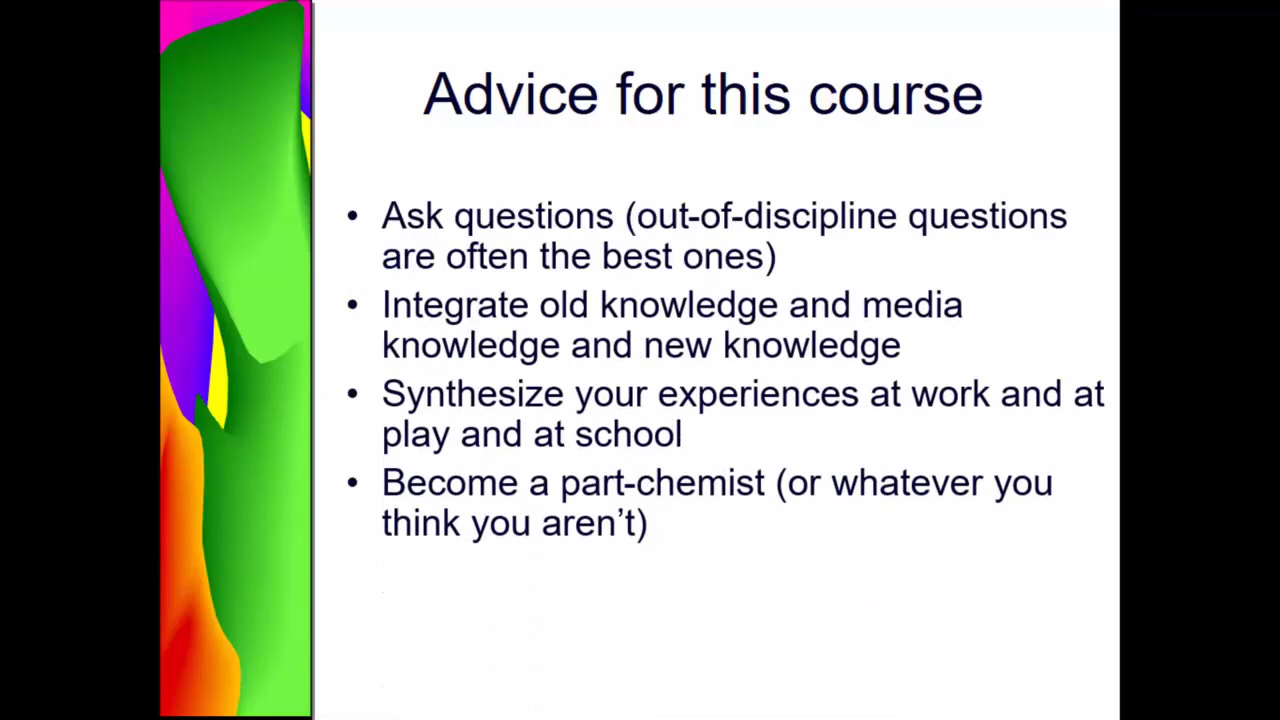 Advice for this course
• Ask questions (out-of-discipline questions
are often the best ones)
• Integrate old knowledge and media
knowledge and new knowledge
• Synthesize your experiences at work and at
play and at school
• Become a part-chemist (or whatever you
think you aren’t)